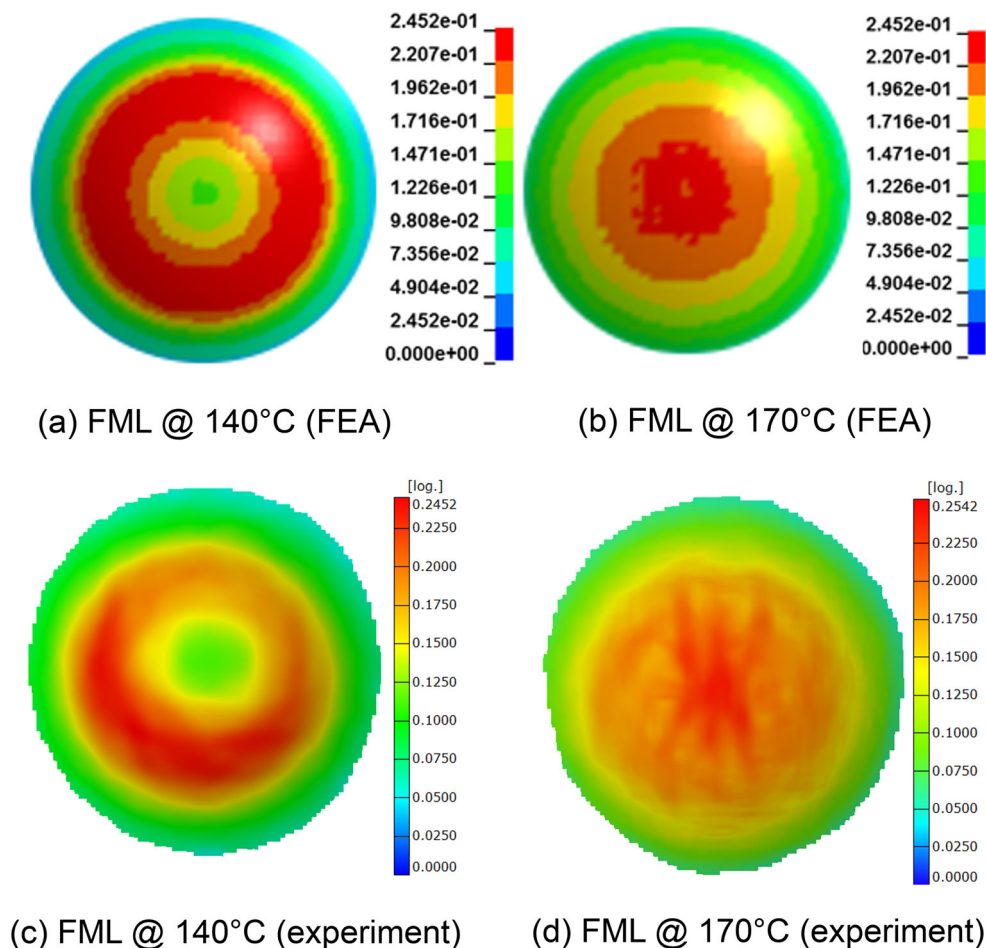 2.452e-01
2.207e-01
1.962e-01
1.716e-01
1.471e-01
1.226e-01
9.808e-02
7.356e-02
4.904e-02
2.452e-02
0.000e+00
2.452e-01
2.207e-01
1.962e-01
1.716e-01
1.471e-01
1.226e-01
9.808e-02
7.356e-02
4.904e-02
2.452e-02
0.000e+00
(a) FML @ 140°C (FEA)
(b) FML @ 170°C (FEA)
[log.]
0.2452
0.2250
0.2000
0.1750
0.1500
0.1250
0.1000
0.0750
0.0500
0.0250
0.0000
[log.]
0.2542
0.2250
0.2000
0.1750
0.1500
0.1250
0.1000
0.0750
0.0500
0.0250
0.0000
(c) FML @ 140°C (experiment)
(d) FML @ 170°C (experiment)